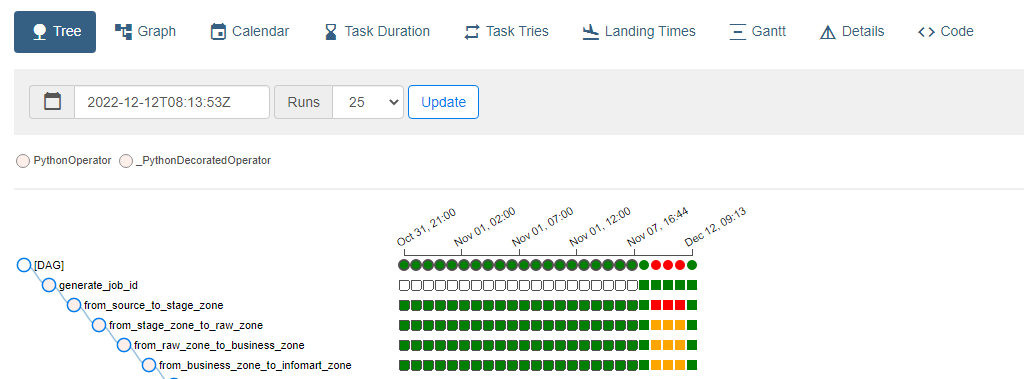 Tree Graph Calendar Task Duration Task Tries Landing Times Gantt Details Code
2022-12-12T08:13:53Z Runs 25 Update
PythonOperator _PythonDecoratedOperator
Oct 31, 21:00 Nov 01, 02:00 Nov 01, 07:00 Nov 01, 12:00 Nov 07, 16:44 Dec 12, 09:13
[DAG]
generate_job_id
from_source_to_stage_zone
from_stage_zone_to_raw_zone
from_raw_zone_to_business_zone
from_business_zone_to_infomart_zone